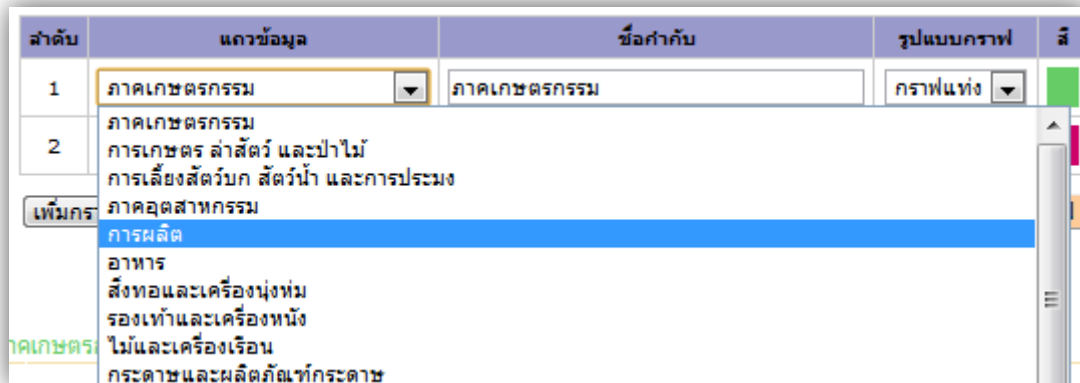 ลำดับ แถวข้อมูล ชื่อกำกับ รูปแบบกราฟ สี
1 ภาคเกษตรกรรม ภาคเกษตรกรรม กราฟแท่ง
ภาคเกษตรกรรม
2 การเกษตร ล่าสัตว์ และป่าไม้
การเลี้ยงสัตว์บก สัตว์น้ำ และการประมง
เพิ่มกรา ภาคอุตสาหกรรม
การผลิต
อาหาร
สิ่งทอและเครื่องนุ่งห่ม
รองเท้าและเครื่องหนัง
ไม้และเครื่องเรือน
กระดาษและผลิตภัณฑ์กระดาษ